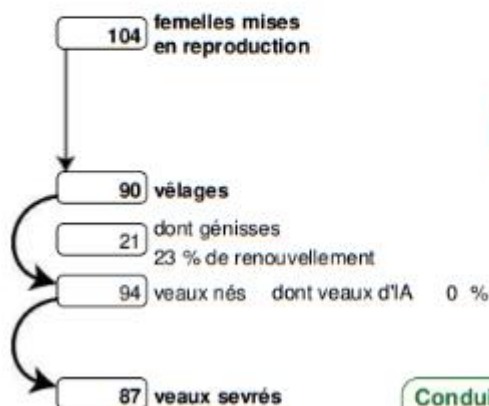 104 femelles mises
en reproduction
90 vêlages
21 dont génisses
23 % de renouvellement
94 veaux nés dont veaux d'IA 0 %
87 veaux sevrés